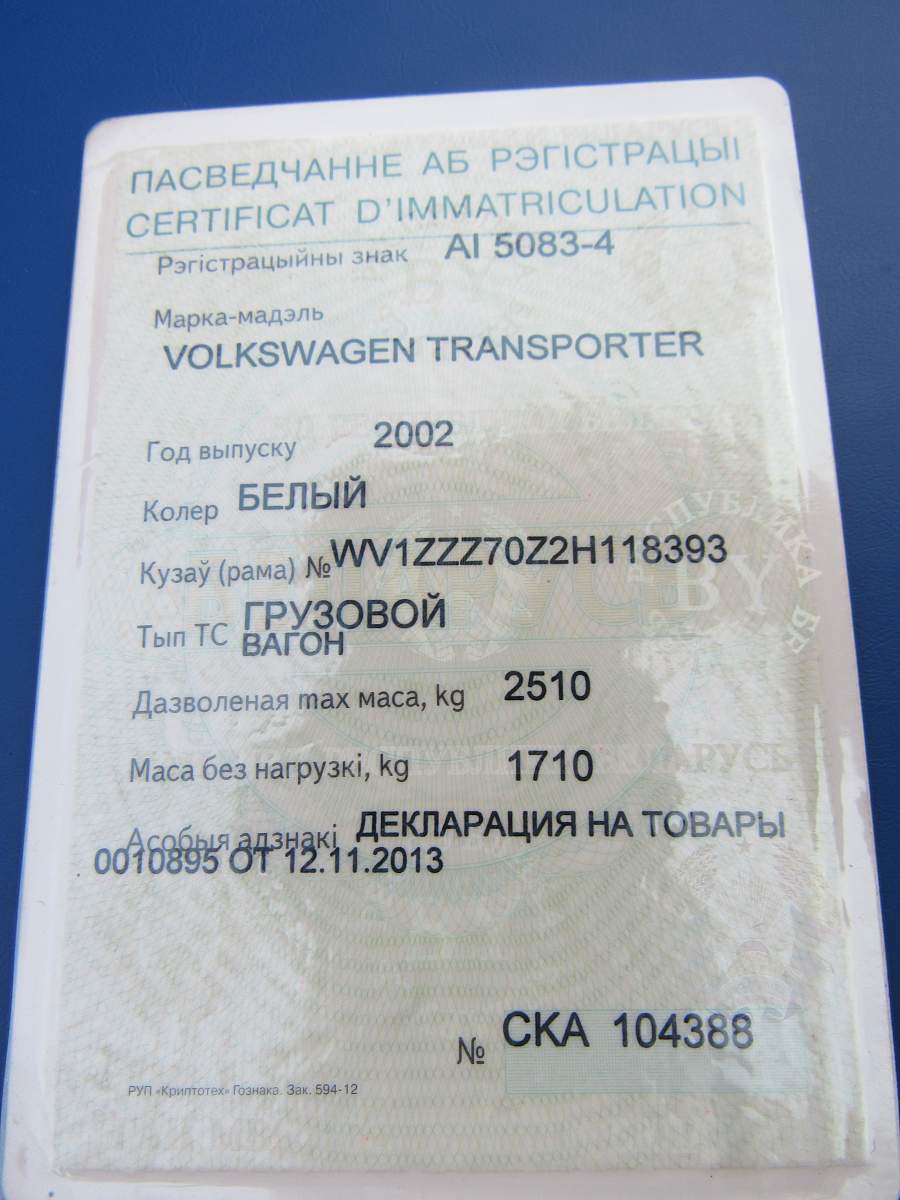 ПАСВЕДЧАННЕ АБ РЭГІСТРАЦЫІ
CERTIFICAT D'IMMATRICULATION
Рэгістрацыйны знак AI 5083-4
Марка-мадэль
VOLKSWAGEN TRANSPORTER
Год выпуску 2002
Колер БЕЛЫЙ
Кузаў (рама) № WV1ZZZ70Z2H118393
Тып ТС ГРУЗОВОЙ
ВАГОН
Дазволеная max маса, kg 2510
Маса без нагрузкі, kg 1710
Асобыя адзнакі ДЕКЛАРАЦИЯ НА ТОВАРЫ
0010895 ОТ 12.11.2013
№ СКА 104388
РУП «Криптотех» Гознака. Зак. 594-12